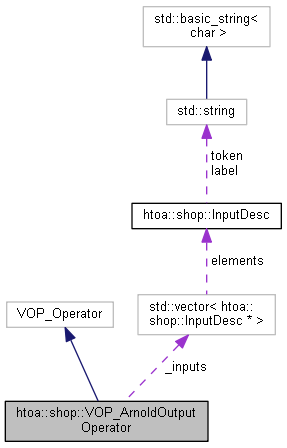 std::basic_string<
char >
std::string
token
label
htoa::shop::InputDesc
elements
std::vector< htoa::
shop::InputDesc * >
VOP_Operator
_inputs
htoa::shop::VOP_ArnoldOutput
Operator